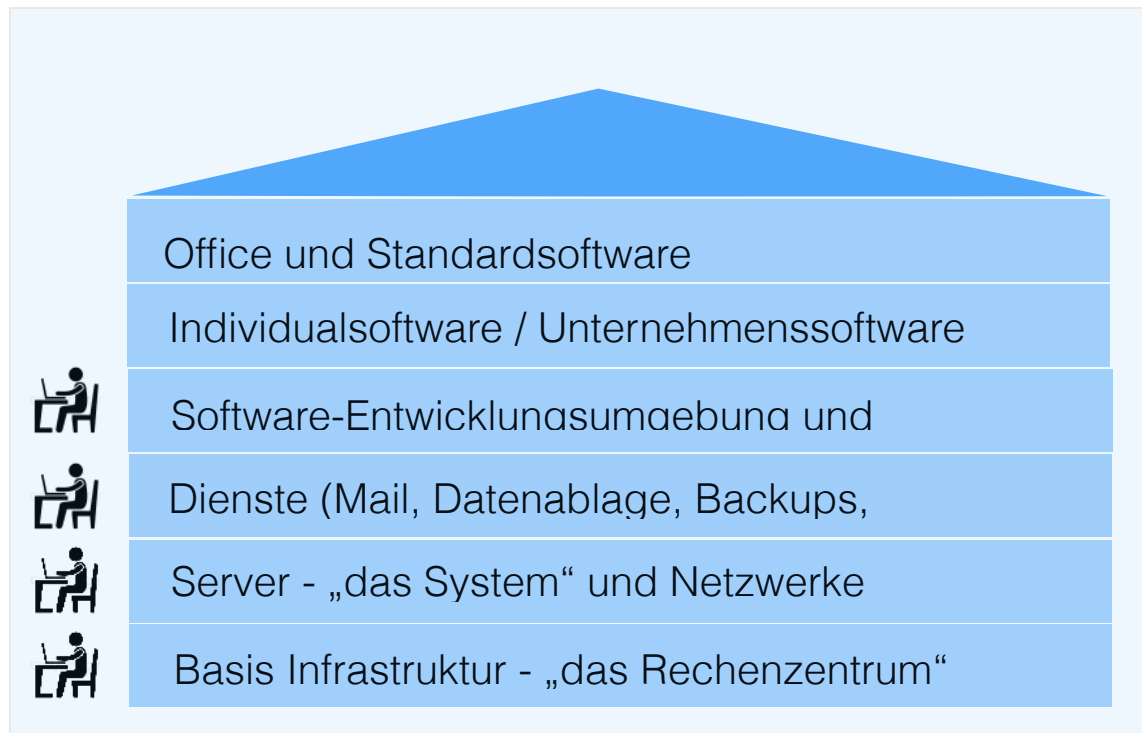 Office und Standardsoftware
Individualsoftware / Unternehmenssoftware
Software-Entwicklungsumgebung und
Dienste (Mail, Datenablage, Backups,
Server - „das System“ und Netzwerke
Basis Infrastruktur - „das Rechenzentrum“